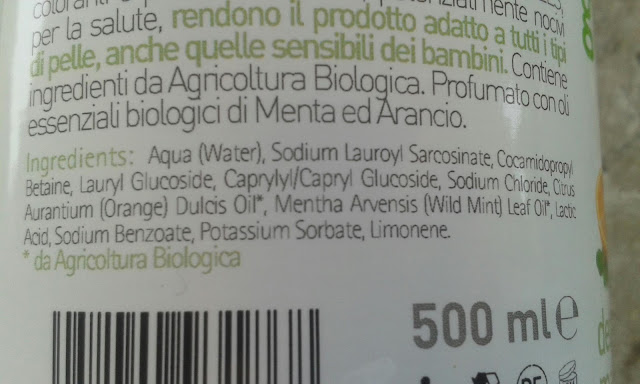 per la salute, rendono il prodotto adatto a tutti i tipi
di pelle, anche quelle sensibili dei bambini. Contiene
ingredienti da Agricoltura Biologica. Profumato con oli
essenziali biologici di Menta ed Arancio.
Ingredients: Aqua (Water), Sodium Lauroyl Sarcosinate, Cocamidopropyl
Betaine, Lauryl Glucoside, Caprylyl/Capryl Glucoside, Sodium Chloride, Citrus
Aurantium (Orange) Dulcis Oil*, Mentha Arvensis (Wild Mint) Leaf Oil*, Lactic
Acid, Sodium Benzoate, Potassium Sorbate, Limonene.
* da Agricoltura Biologica
500 ml e